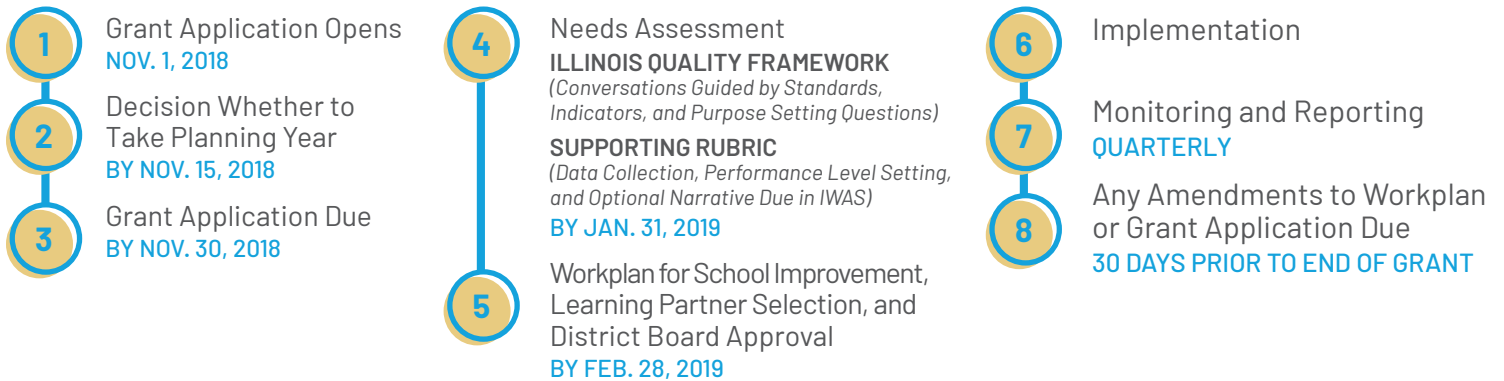 1
Grant Application Opens
NOV. 1, 2018
2
Decision Whether to
Take Planning Year
BY NOV. 15, 2018
3
Grant Application Due
BY NOV. 30, 2018
4
Needs Assessment
ILLINOIS QUALITY FRAMEWORK
(Conversations Guided by Standards,
Indicators, and Purpose Setting Questions)
SUPPORTING RUBRIC
(Data Collection, Performance Level Setting,
and Optional Narrative Due in IWAS)
BY JAN. 31, 2019
5
Workplan for School Improvement,
Learning Partner Selection, and
District Board Approval
BY FEB. 28, 2019
6
Implementation
7
Monitoring and Reporting
QUARTERLY
8
Any Amendments to Workplan
or Grant Application Due
30 DAYS PRIOR TO END OF GRANT